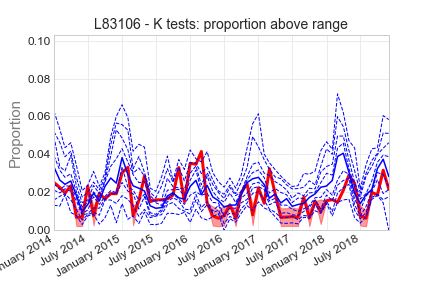 L83106 - K tests: proportion above range
Proportion
0.10
0.08
0.06
0.04
0.02
0.00
nuary 2014
July 2014
January 2015
July 2015
January 2016
July 2016
January 2017
July 2017
January 2018
July 2018